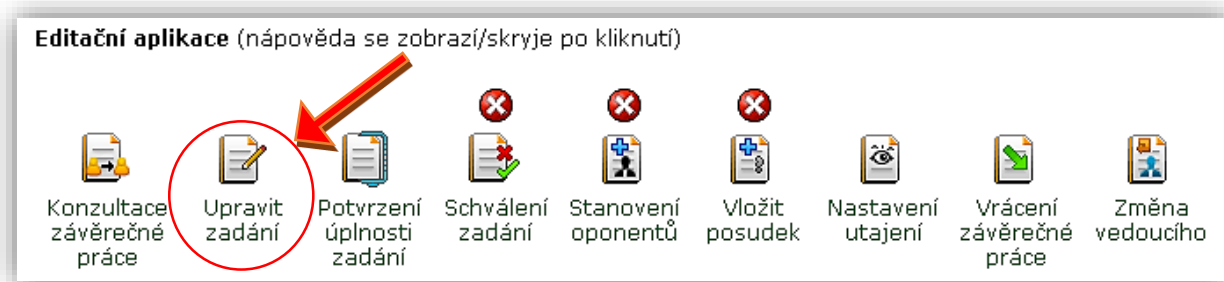 Editační aplikace (nápověda se zobrazí/skryje po kliknutí)
Konzultace závěrečné práce
Upravit zadání
Potvrzení úplnosti zadání
Schválení zadání
Stanovení oponentů
Vložit posudek
Nastavení utajení
Vrácení závěrečné práce
Změna vedoucího